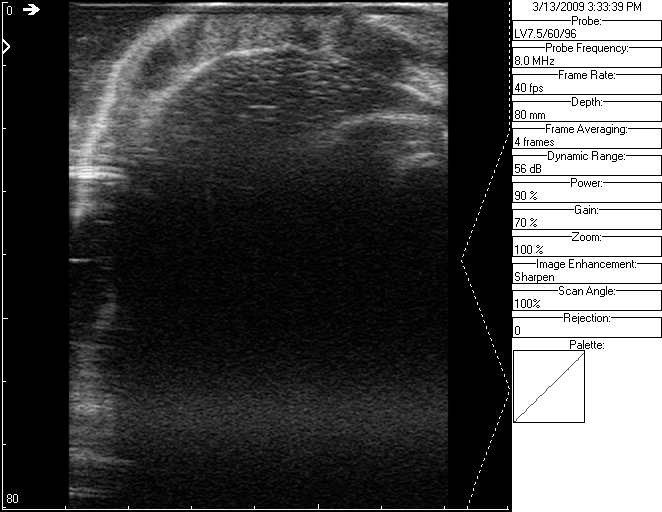 0
80
3/13/2009 3:33:39 PM
Probe:
LV7.5/60/96
Probe Frequency:
8.0 MHz
Frame Rate:
40 fps
Depth:
80 mm
Frame Averaging:
4 frames
Dynamic Range:
56 dB
Power:
90 %
Gain:
70 %
Zoom:
100 %
Image Enhancement:
Sharpen
Scan Angle:
100%
Rejection:
0
Palette: